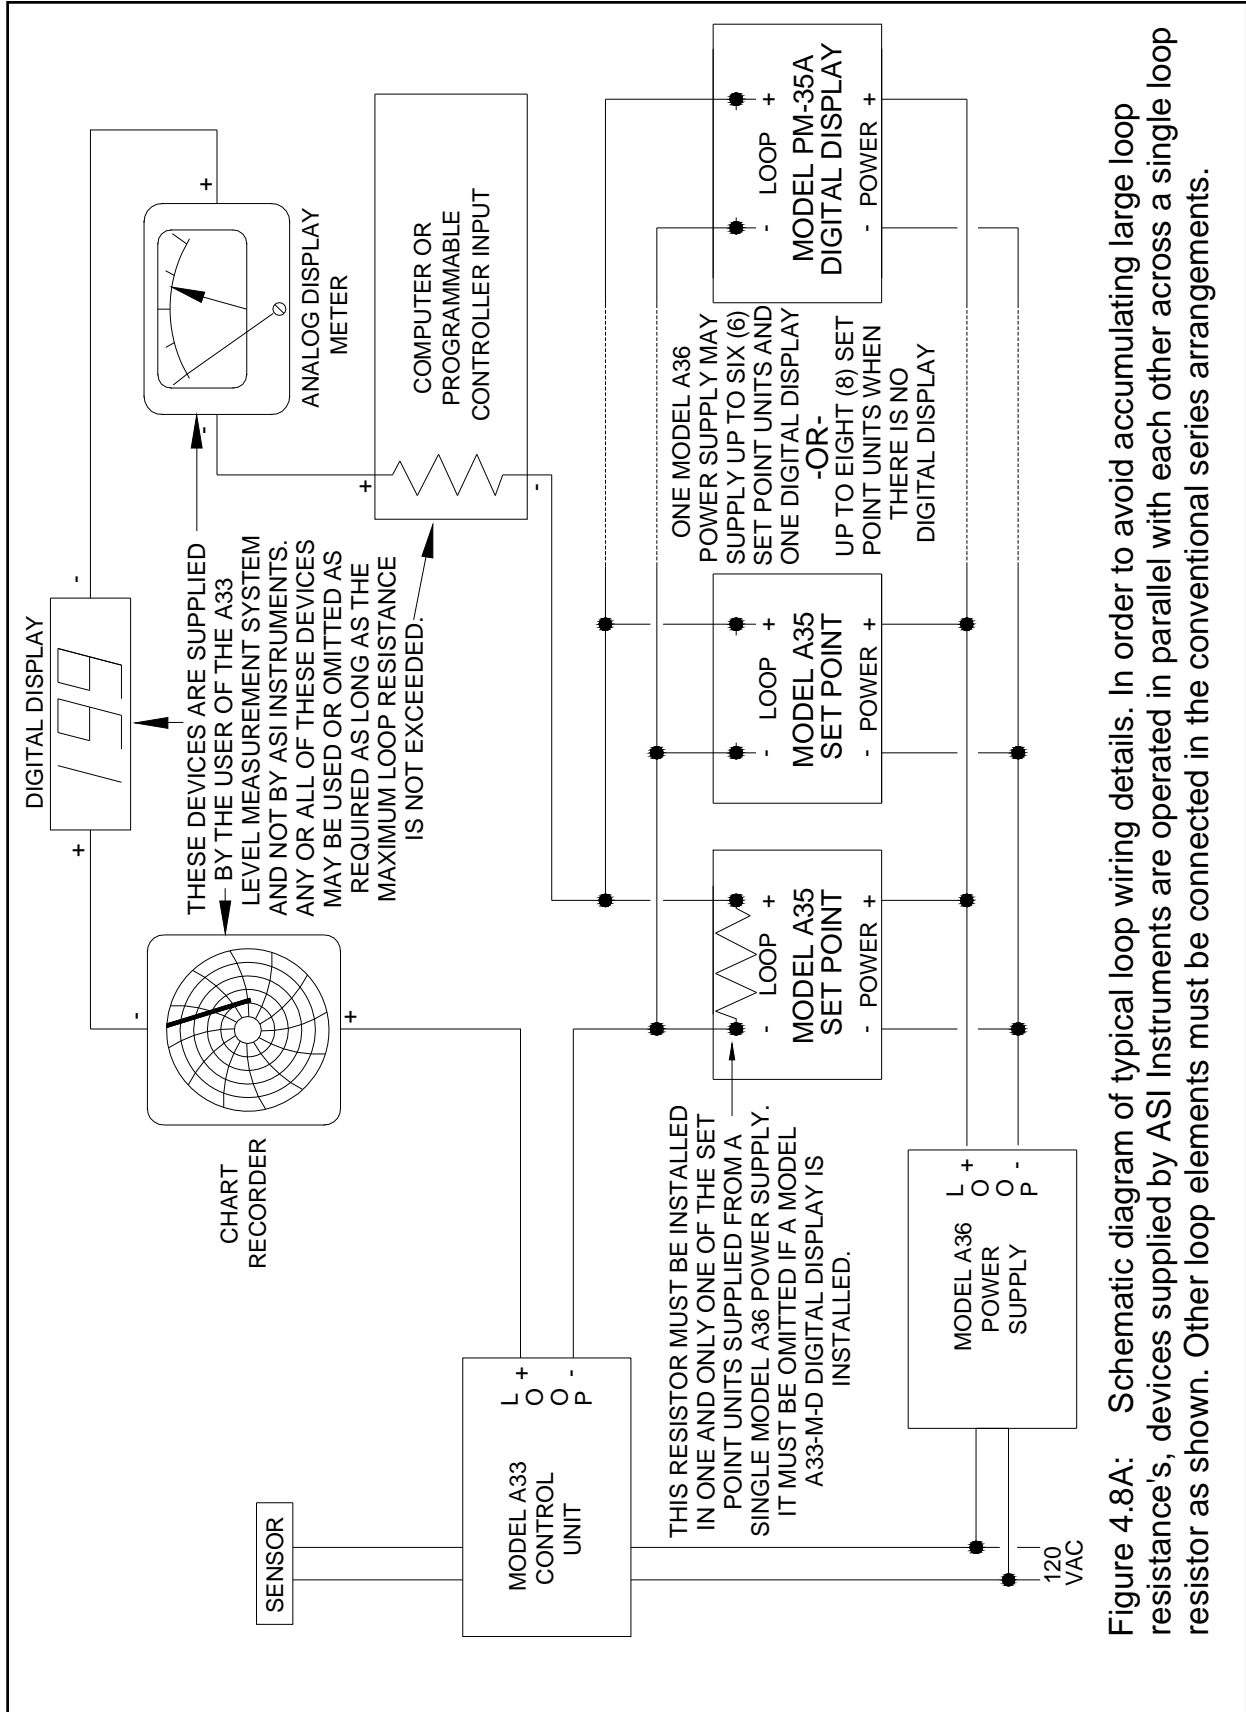 DIGITAL DISPLAY
+
-
CHART
RECORDER
-
+
THESE DEVICES ARE SUPPLIED
BY THE USER OF THE A33
LEVEL MEASUREMENT SYSTEM
AND NOT BY ASI INSTRUMENTS.
ANY OR ALL OF THESE DEVICES
MAY BE USED OR OMITTED AS
REQUIRED AS LONG AS THE
MAXIMUM LOOP RESISTANCE
IS NOT EXCEEDED.
-
+
ANALOG DISPLAY
METER
COMPUTER OR
PROGRAMMABLE
CONTROLLER INPUT
+
-
SENSOR
MODEL A33
CONTROL
UNIT
L +
O
O -
P
THIS RESISTOR MUST BE INSTALLED
IN ONE AND ONLY ONE OF THE SET
POINT UNITS SUPPLIED FROM A
SINGLE MODEL A36 POWER SUPPLY.
IT MUST BE OMITTED IF A MODEL
A33-M-D DIGITAL DISPLAY IS
INSTALLED.
- LOOP +
MODEL A35
SET POINT
- POWER +
- LOOP +
MODEL A35
SET POINT
- POWER +
ONE MODEL A36
POWER SUPPLY MAY
SUPPLY UP TO SIX (6)
SET POINT UNITS AND
ONE DIGITAL DISPLAY
-OR-
UP TO EIGHT (8) SET
POINT UNITS WHEN
THERE IS NO
DIGITAL DISPLAY
- LOOP +
MODEL PM-35A
DIGITAL DISPLAY
- POWER +
MODEL A36
POWER
SUPPLY
L +
O
O -
P
120
VAC
Figure 4.8A: Schematic diagram of typical loop wiring details. In order to avoid accumulating large loop
resistance's, devices supplied by ASI Instruments are operated in parallel with each other across a single loop
resistor as shown. Other loop elements must be connected in the conventional series arrangements.